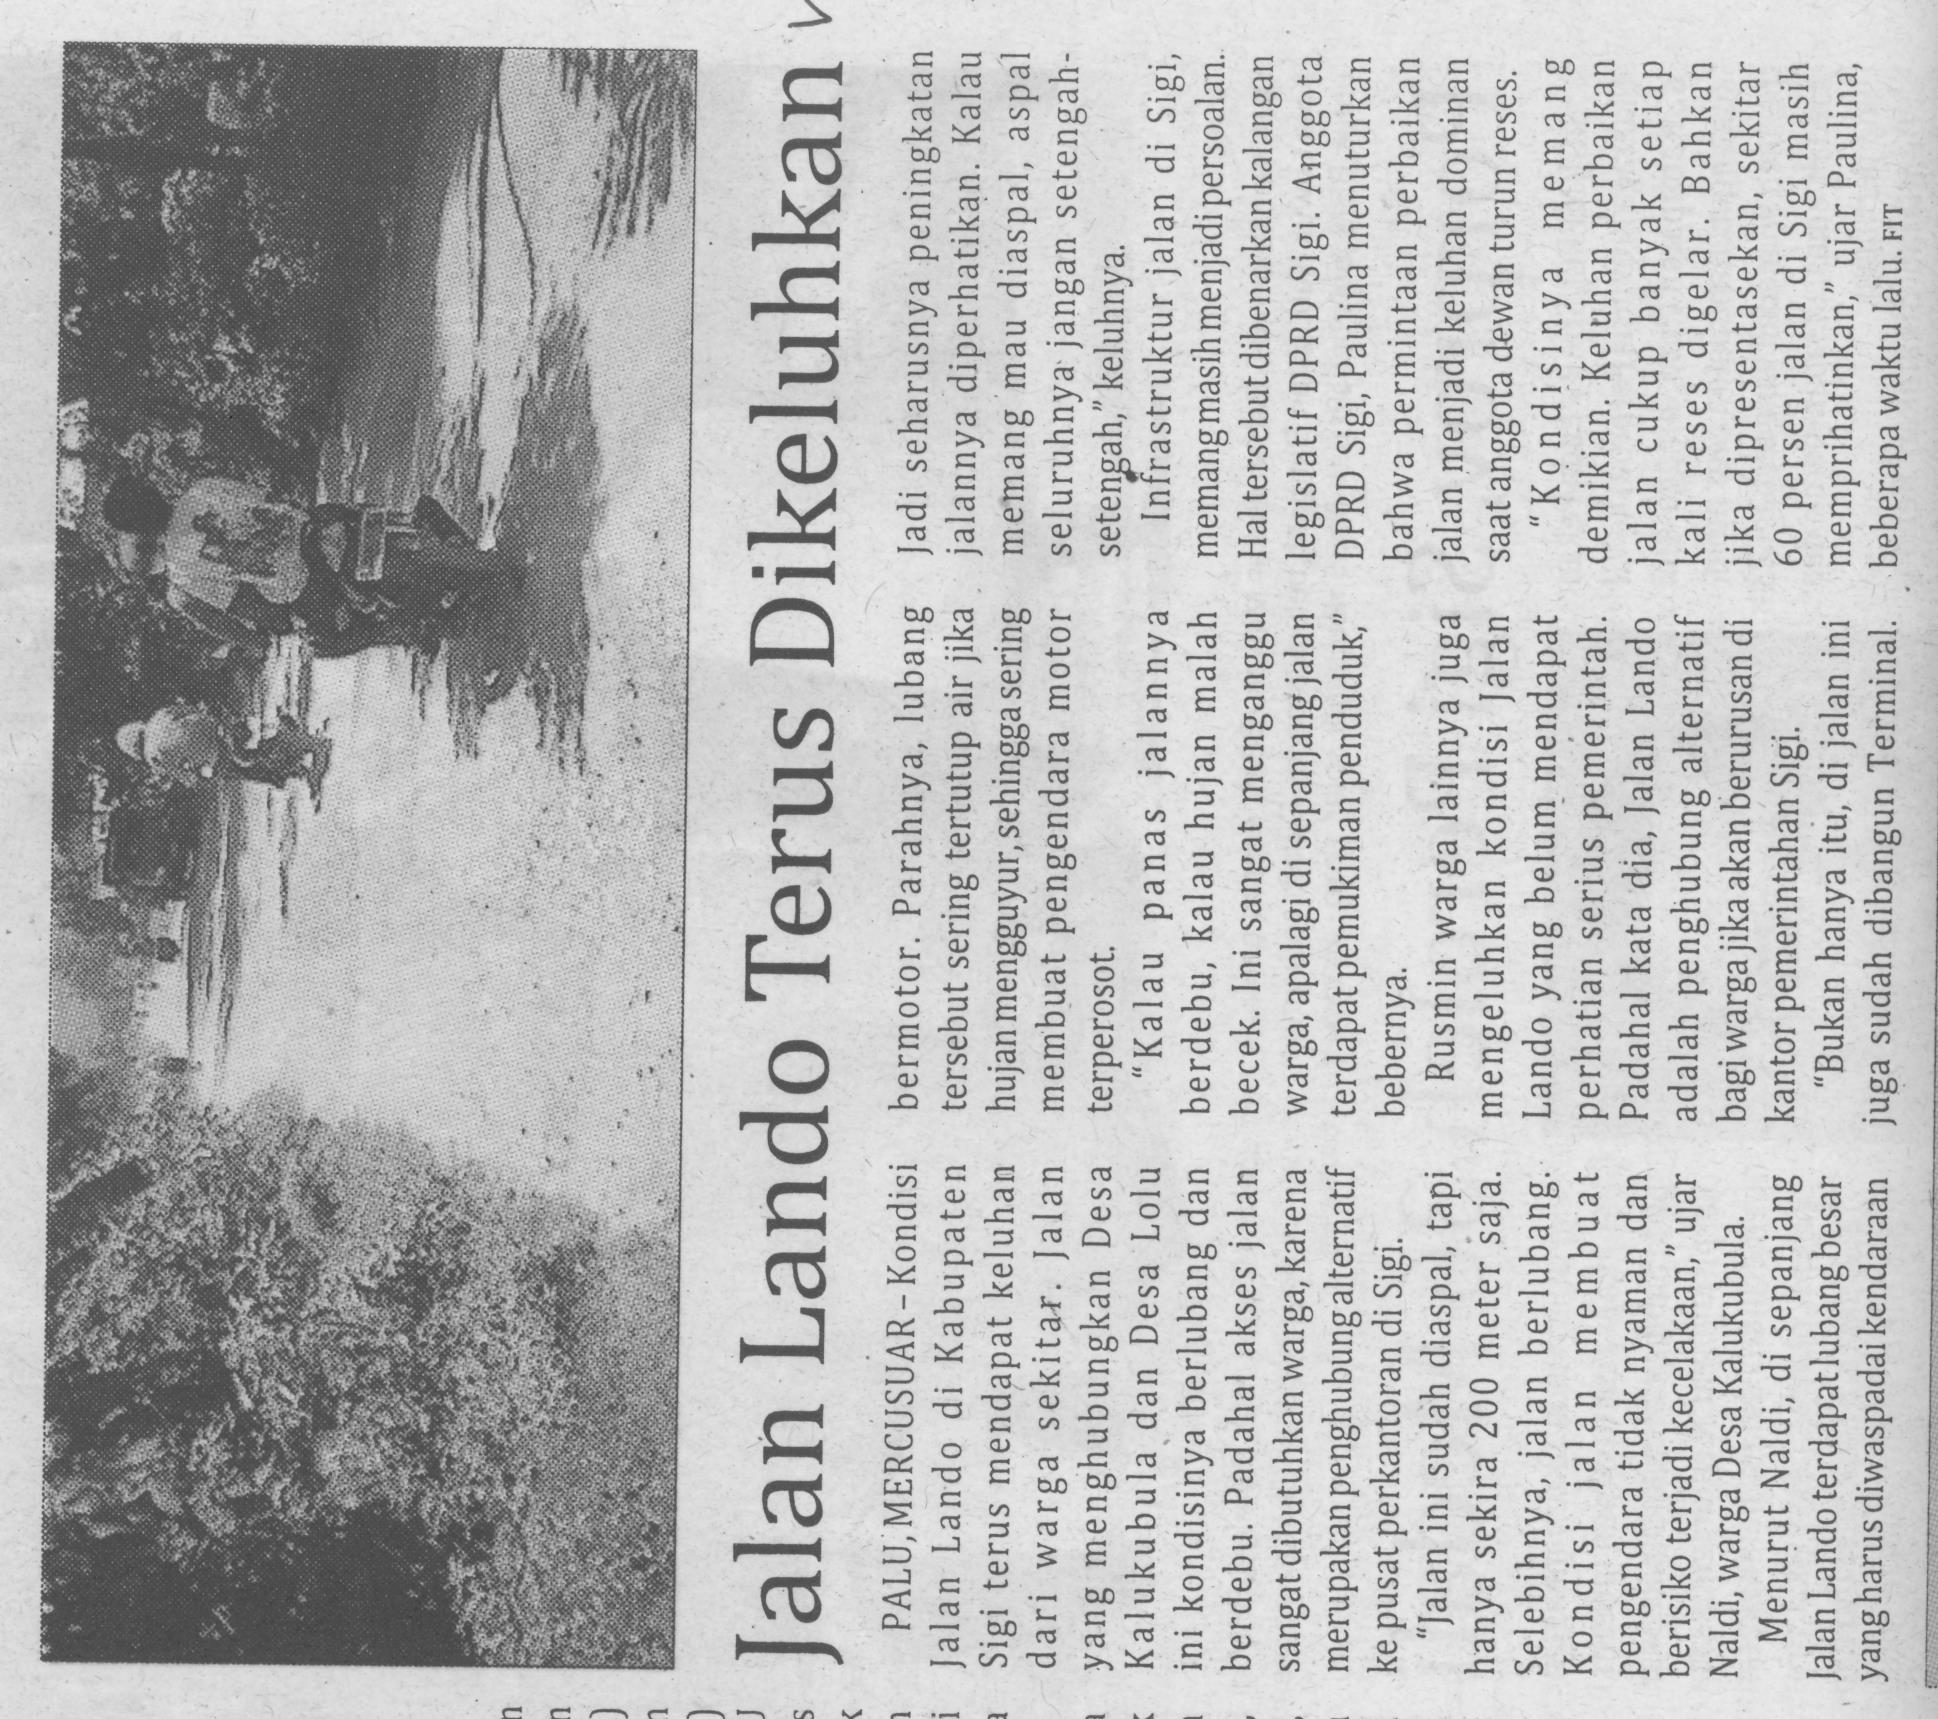 Jalan Lando Terus Dikeluhkan
PALU, MERCUSUAR – Kondisi
Jalan Lando di Kabupaten
Sigi terus mendapat keluhan
dari warga sekitar. Jalan
yang menghubungkan Desa
Kalukubula dan Desa Lolu
ini kondisinya berlubang dan
berdebu. Padahal akses jalan
sangat dibutuhkan warga, karena
merupakan penghubung alternatif
ke pusat perkantoran di Sigi.
“Jalan ini sudah diaspal, tapi
hanya sekira 200 meter saja.
Selebihnya, jalan berlubang.
Kondisi jalan membuat
pengendara tidak nyaman dan
berisiko terjadi kecelakaan,” ujar
Naldi, warga Desa Kalukubula.
Menurut Naldi, di sepanjang
Jalan Lando terdapat lubang besar
yang harus diwaspadai kendaraan
bermotor. Parahnya, lubang
tersebut sering tertutup air jika
hujan mengguyur, sehingga sering
membuat pengendara motor
terperosot.
“Kalau panas jalannya
berdebu, kalau hujan malah
becek. Ini sangat menganggu
warga, apalagi di sepanjang jalan
terdapat pemukiman penduduk,”
bebernya.
Rusmin warga lainnya juga
mengeluhkan kondisi Jalan
Lando yang belum mendapat
perhatian serius pemerintah.
Padahal kata dia, Jalan Lando
adalah penghubung alternatif
bagi warga jika akan berurusan di
kantor pemerintahan Sigi.
“Bukan hanya itu, di jalan ini
juga sudah dibangun Terminal.
Jadi seharusnya peningkatan
jalannya diperhatikan. Kalau
memang mau diaspal, aspal
seluruhnya jangan setengah-
setengah,” keluhnya.
Infrastruktur jalan di Sigi,
memang masih menjadi persoalan.
Hal tersebut dibenarkan kalangan
legislatif DPRD Sigi. Anggota
DPRD Sigi, Paulina menuturkan
bahwa permintaan perbaikan
jalan menjadi keluhan dominan
saat anggota dewan turun reses.
“Kondisinya memang
demikian. Keluhan perbaikan
jalan cukup banyak setiap
kali reses digelar. Bahkan
jika dipresentasekan, sekitar
60 persen jalan di Sigi masih
memprihatinkan,” ujar Paulina,
beberapa waktu lalu. FIT